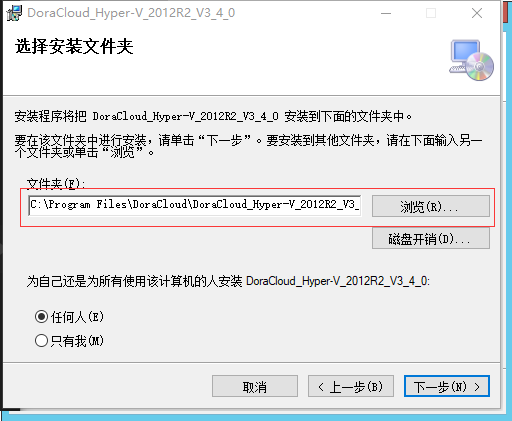 DoraCloud_Hyper-V_2012R2_V3_4_0
选择安装文件夹
安装程序将把 DoraCloud_Hyper-V_2012R2_V3_4_0 安装到下面的文件夹中。
要在该文件夹中进行安装，请单击“下一步”。要安装到其他文件夹，请在下面输入另一
个文件夹或单击“浏览”。
文件夹(F):
C:\Program Files\DoraCloud\DoraCloud_Hyper-V_2012R2_V3_
浏览(R)...
磁盘开销(D)...
为自己还是为所有使用该计算机的人安装 DoraCloud_Hyper-V_2012R2_V3_4_0:
任何人(E)
只有我(M)
取消
< 上一步(B)
下一步(N) >